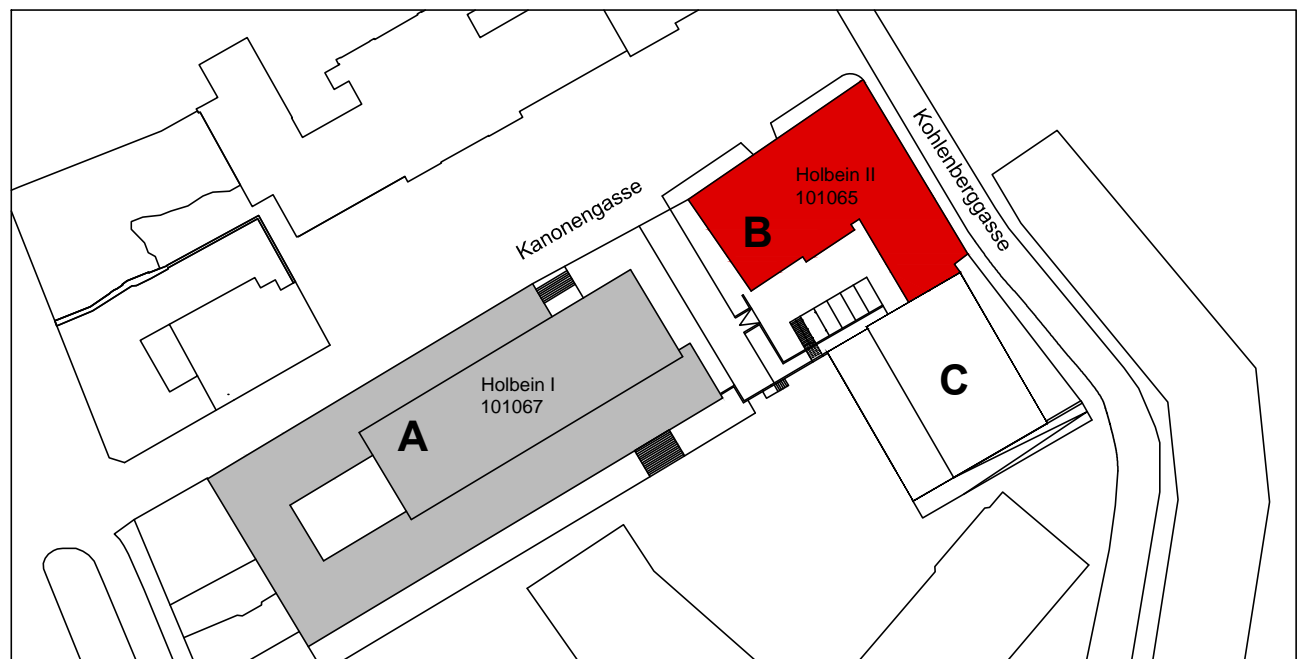 Kohlenberggasse
Holbein II
101065
B
Kanonengasse
Holbein I
101067
A
C